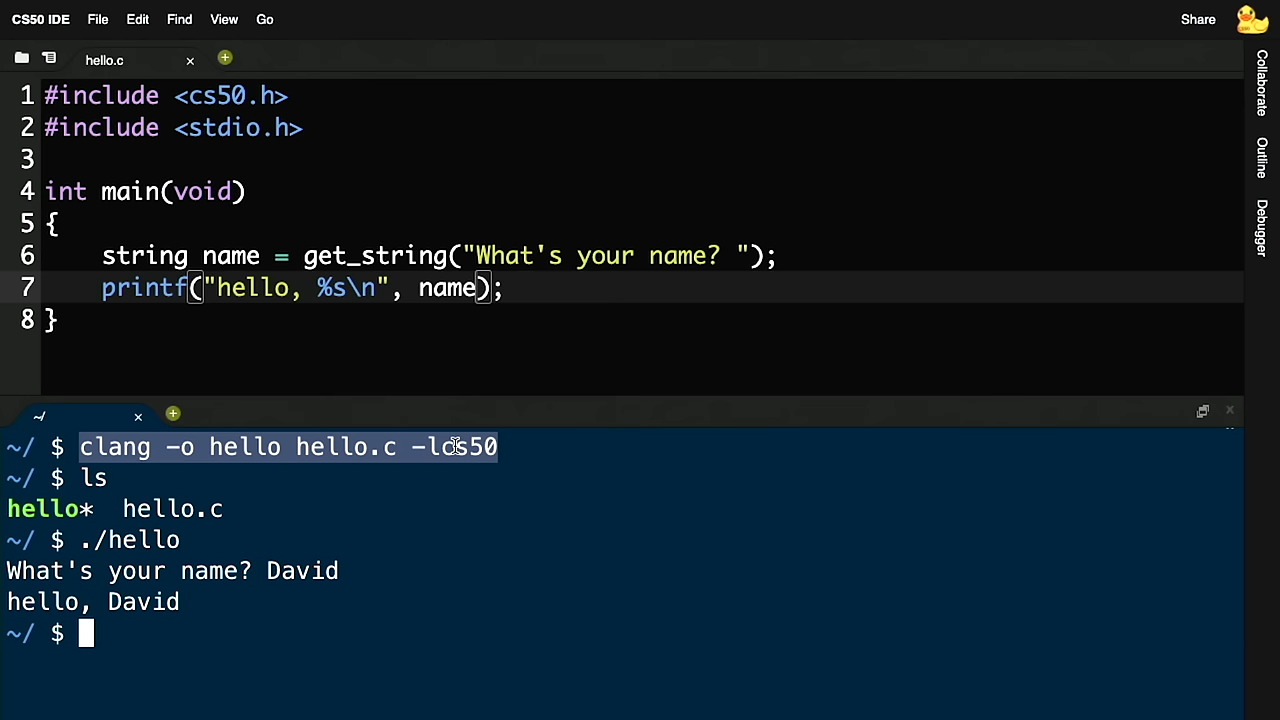 CS50 IDE File Edit Find View Go Share
hello.c ×
1 #include <cs50.h>
2 #include <stdio.h>
3
4 int main(void)
5 {
6     string name = get_string("What's your name? ");
7     printf("hello, %s\n", name);
8 }
Collaborate
Outline
Debugger
~/ ×
~/ $ clang -o hello hello.c -lcs50
~/ $ ls
hello*  hello.c
~/ $ ./hello
What's your name? David
hello, David
~/ $